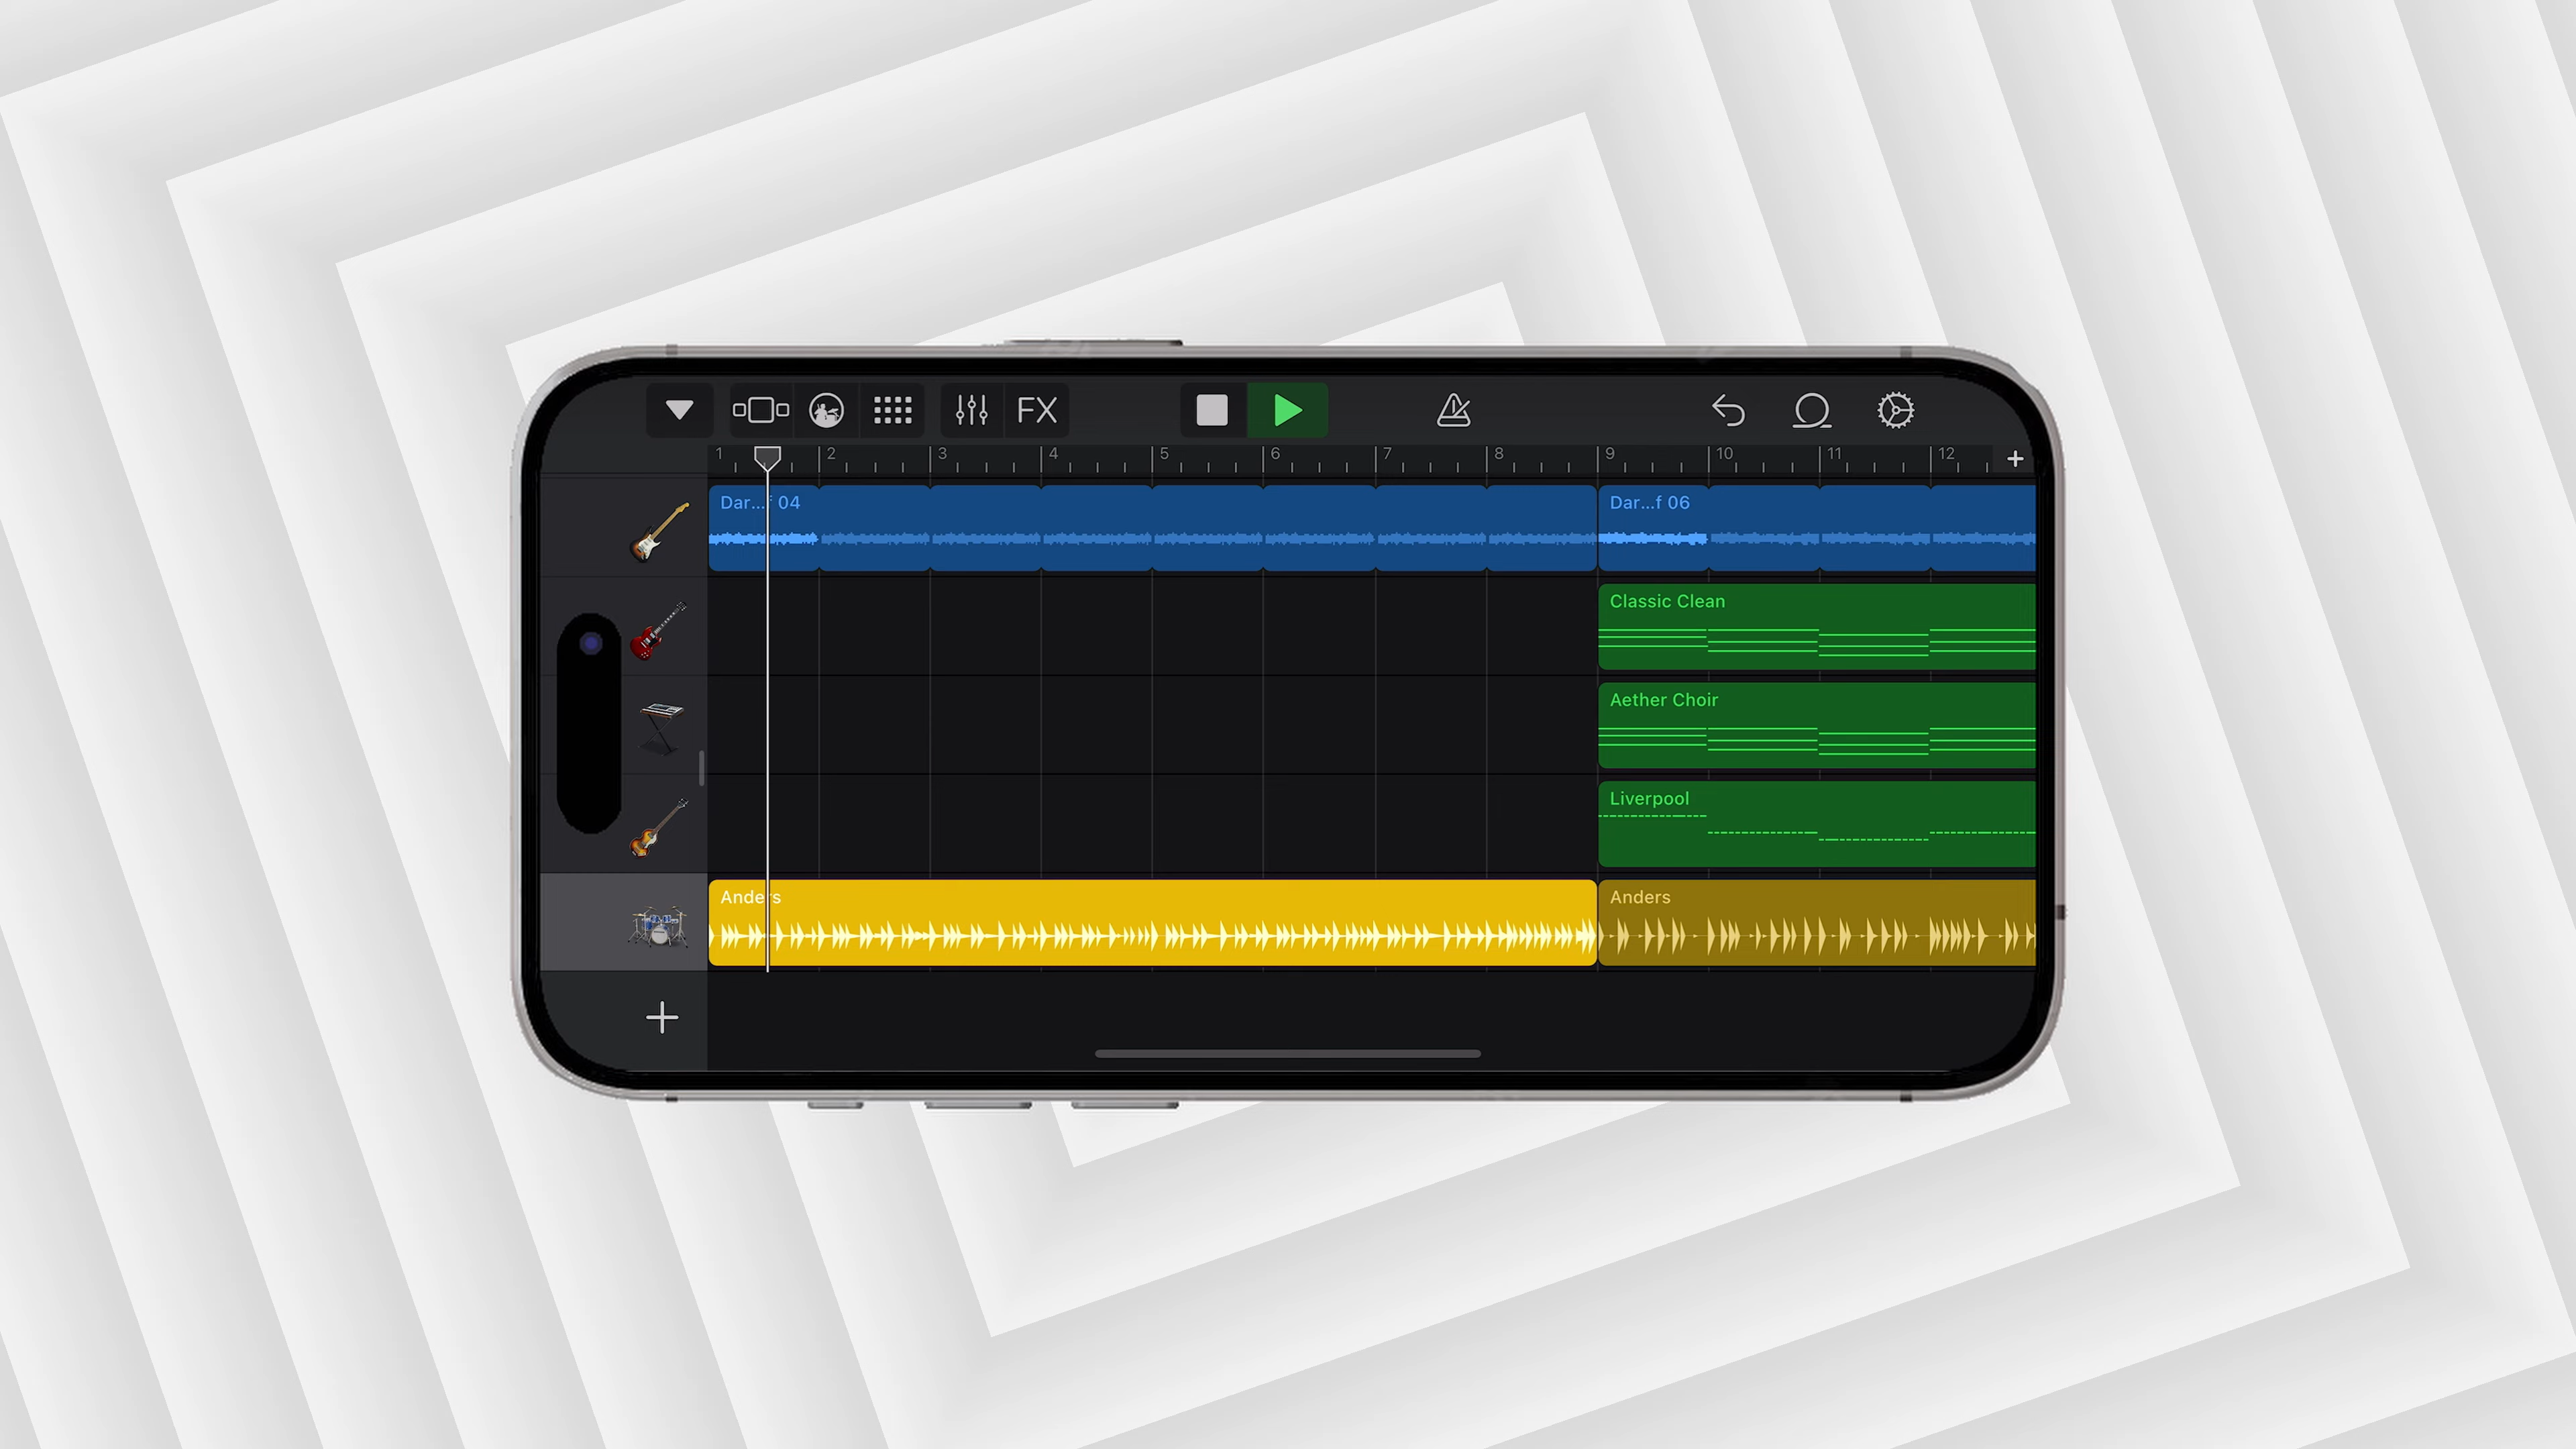 FX
1 2 3 4 5 6 7 8 9 10 11 12
Dar...f 04 Dar...f 06
Classic Clean
Aether Choir
Liverpool
Anders Anders